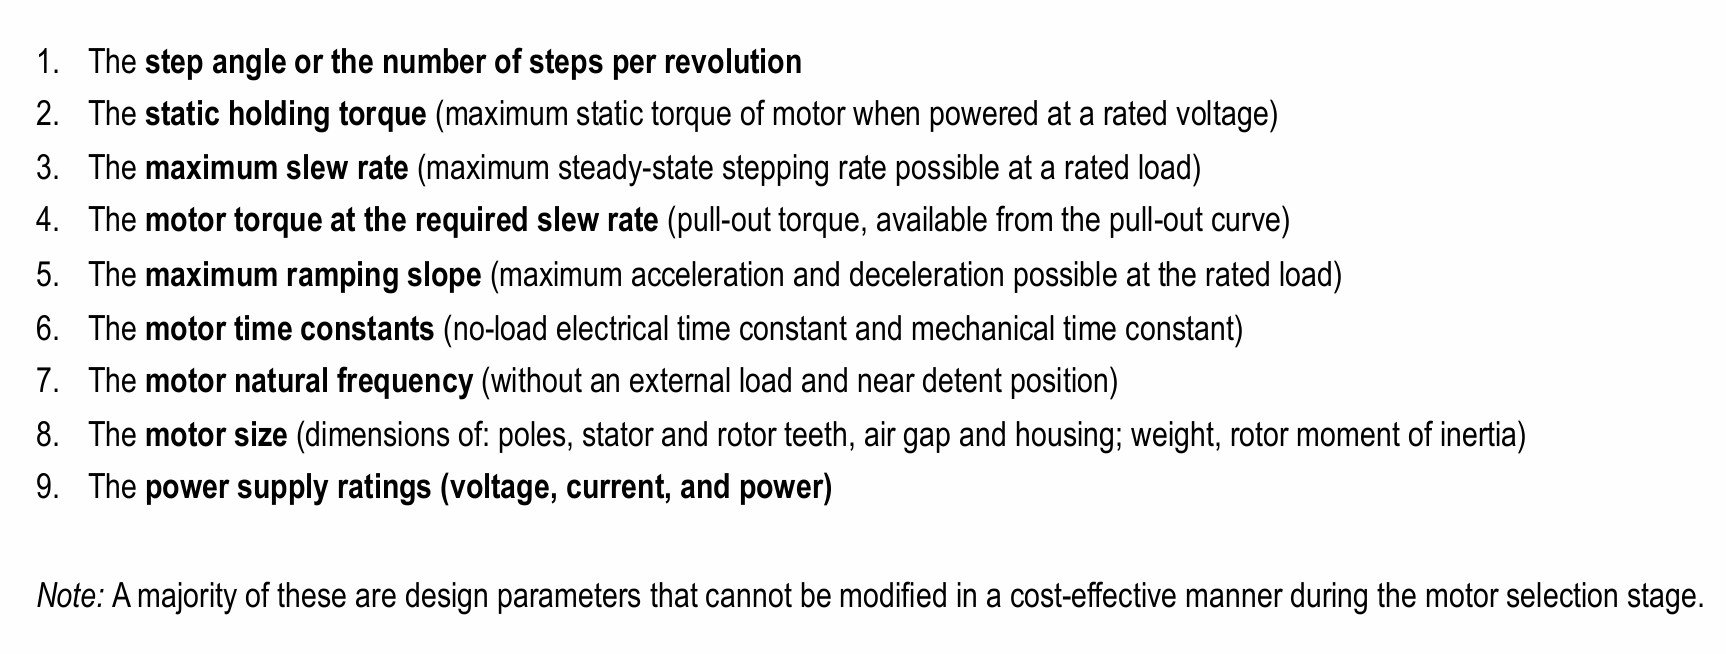 1. The step angle or the number of steps per revolution
2. The static holding torque (maximum static torque of motor when powered at a rated voltage)
3. The maximum slew rate (maximum steady-state stepping rate possible at a rated load)
4. The motor torque at the required slew rate (pull-out torque, available from the pull-out curve)
5. The maximum ramping slope (maximum acceleration and deceleration possible at the rated load)
6. The motor time constants (no-load electrical time constant and mechanical time constant)
7. The motor natural frequency (without an external load and near detent position)
8. The motor size (dimensions of: poles, stator and rotor teeth, air gap and housing; weight, rotor moment of inertia)
9. The power supply ratings (voltage, current, and power)
Note: A majority of these are design parameters that cannot be modified in a cost-effective manner during the motor selection stage.